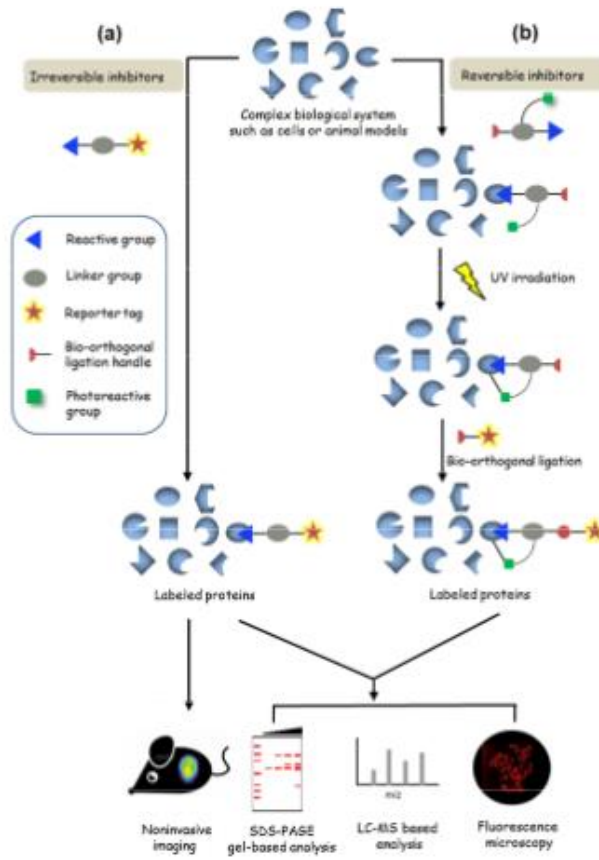 (a)
(b)
Irreversible inhibitors
Reversible inhibitors
Complex biological system
such as cells or animal models
Reactive group
Linker group
Reporter tag
Bio-orthogonal
ligation handle
Photoreactive
group
UV irradiation
Bio-orthogonal ligation
Labeled proteins
Labeled proteins
m/z
Noninvasive
imaging
SDS-PAGE
gel-based analysis
LC-MS based
analysis
Fluorescence
microscopy